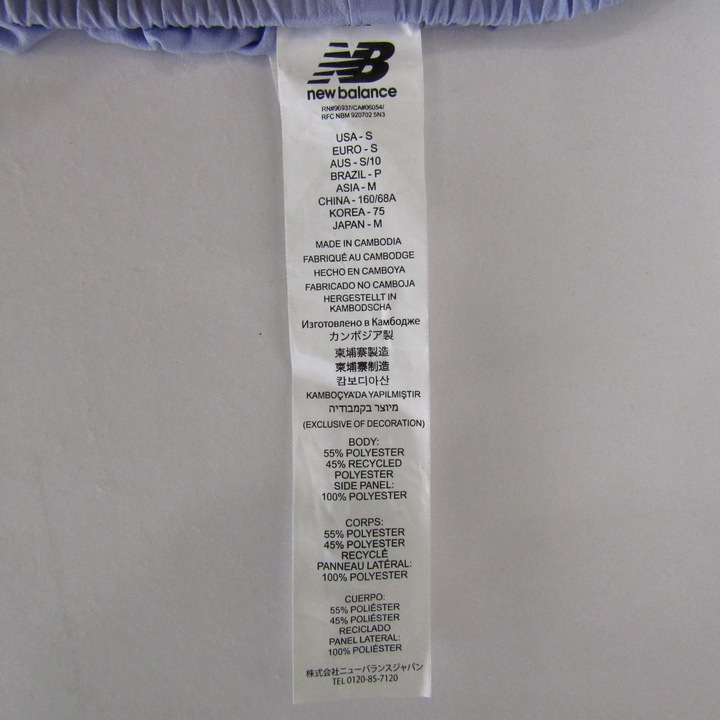 NB
new balance
RN#96937/CA#06054/
RFC NBM 920702 5N3
USA - S
EURO - S
AUS - S/10
BRAZIL - P
ASIA - M
CHINA - 160/68A
KOREA - 75
JAPAN - M
MADE IN CAMBODIA
FABRIQUÉ AU CAMBODGE
HECHO EN CAMBOYA
FABRICADO NO CAMBOJA
HERGESTELLT IN
KAMBODSCHA
Изготовлено в Камбодже
カンボジア製
柬埔寨製造
柬埔寨制造
캄보디아산
KAMBOÇYA'DA YAPILMIŞTIR
מיוצר בקמבודיה
(EXCLUSIVE OF DECORATION)
BODY:
55% POLYESTER
45% RECYCLED
POLYESTER
SIDE PANEL:
100% POLYESTER
CORPS:
55% POLYESTER
45% POLYESTER
RECYCLÉ
PANNEAU LATÉRAL:
100% POLYESTER
CUERPO:
55% POLIÉSTER
45% POLIÉSTER
RECICLADO
PANEL LATERAL:
100% POLIÉSTER
株式会社ニューバランスジャパン
TEL 0120-85-7120